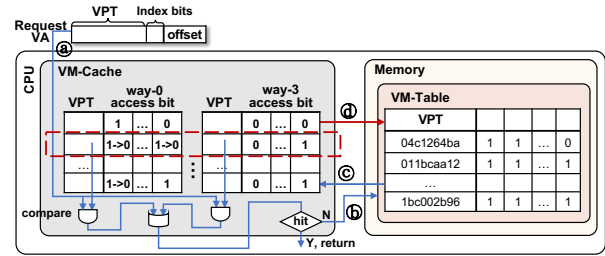 VPT Index bits
Request VA offset
ⓐ
CPU
VM-Cache
way-0 way-3
VPT access bit VPT access bit
1 ... 0 0 ... 0
1->0 ... 1->0 0 ... 1
...
1->0 ... 1 0 ... 1
compare
hit
N
Y, return
ⓓ
ⓒ
ⓑ
Memory
VM-Table
VPT
04c1264ba 1 1 ... 0
011bcaa12 1 1 ... 1
...
1bc002b96 1 1 ... 1